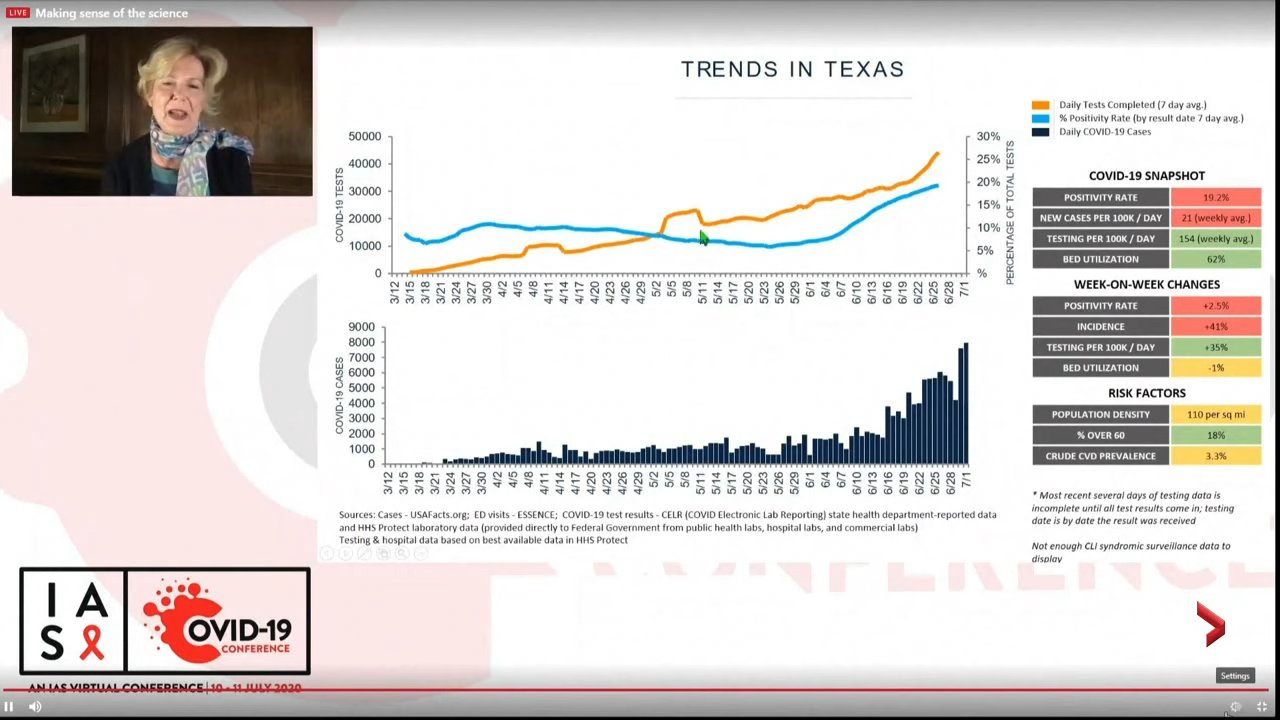 LIVE Making sense of the science
TRENDS IN TEXAS
Daily Tests Completed (7 day avg.)
% Positivity Rate (by result date 7 day avg.)
Daily COVID-19 Cases
COVID-19 TESTS
50000
40000
30000
20000
10000
0
30%
25%
20%
15%
10%
5%
%
PERCENTAGE OF TOTAL TESTS
3/12 3/15 3/18 3/21 3/24 3/27 3/30 4/2 4/5 4/8 4/11 4/14 4/17 4/20 4/23 4/26 4/29 5/2 5/5 5/8 5/11 5/14 5/17 5/20 5/23 5/26 5/29 6/1 6/4 6/7 6/10 6/13 6/16 6/19 6/22 6/25 6/28 7/1
COVID-19 CASES
9000
8000
7000
6000
5000
4000
3000
2000
1000
0
3/12 3/15 3/18 3/21 3/24 3/27 3/30 4/2 4/5 4/8 4/11 4/14 4/17 4/20 4/23 4/26 4/29 5/2 5/5 5/8 5/11 5/14 5/17 5/20 5/23 5/26 5/29 6/1 6/4 6/7 6/10 6/13 6/16 6/19 6/22 6/25 6/28 7/1
COVID-19 SNAPSHOT
POSITIVITY RATE 19.2%
NEW CASES PER 100K / DAY 21 (weekly avg.)
TESTING PER 100K / DAY 154 (weekly avg.)
BED UTILIZATION 62%
WEEK-ON-WEEK CHANGES
POSITIVITY RATE +2.5%
INCIDENCE +41%
TESTING PER 100K / DAY +35%
BED UTILIZATION -1%
RISK FACTORS
POPULATION DENSITY 110 per sq mi
% OVER 60 18%
CRUDE CVD PREVALENCE 3.3%
* Most recent several days of testing data is
incomplete until all test results come in; testing
date is by date the result was received
Not enough CLI syndromic surveillance data to
display
Sources: Cases - USAFacts.org; ED visits - ESSENCE; COVID-19 test results - CELR (COVID Electronic Lab Reporting) state health department-reported data
and HHS Protect laboratory data (provided directly to Federal Government from public health labs, hospital labs, and commercial labs)
Testing & hospital data based on best available data in HHS Protect
CONFERENCE
IAS
COVID-19
CONFERENCE
AN IAS VIRTUAL CONFERENCE | 10 - 11 JULY 2020
Settings